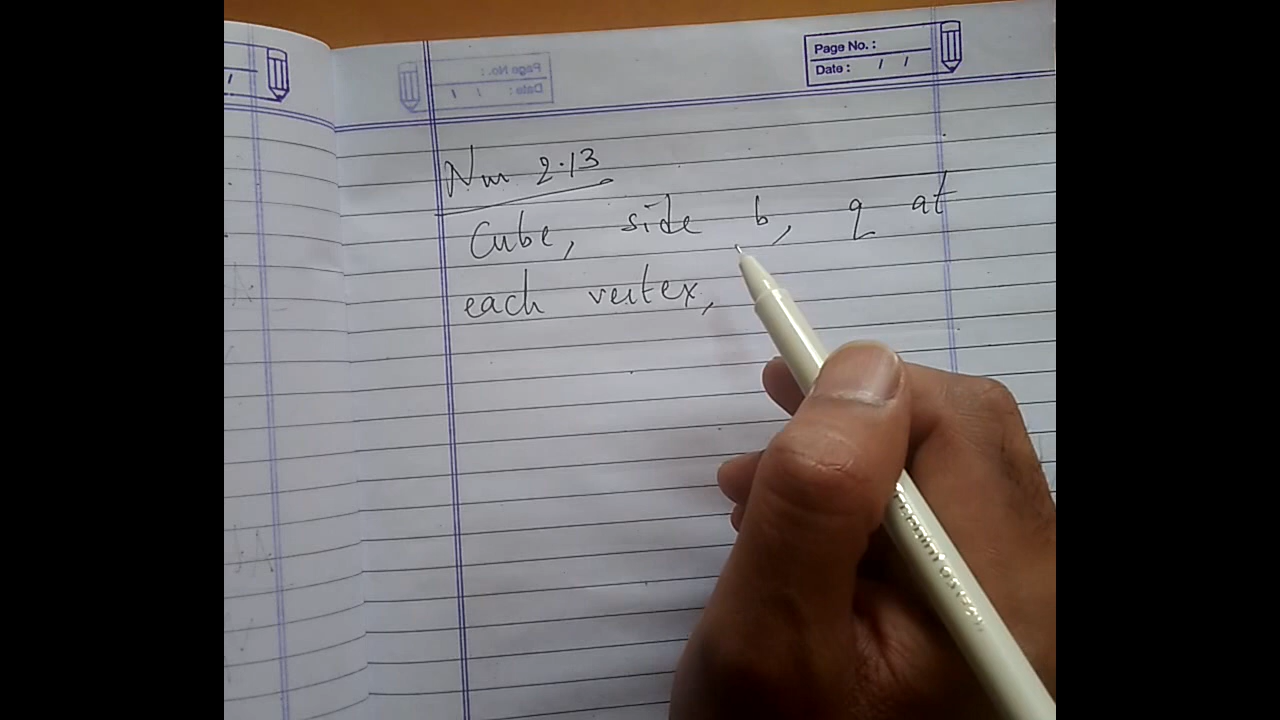 Page No. :
Date : / /
Num 2.13
Cube, side b, q at
each vertex,